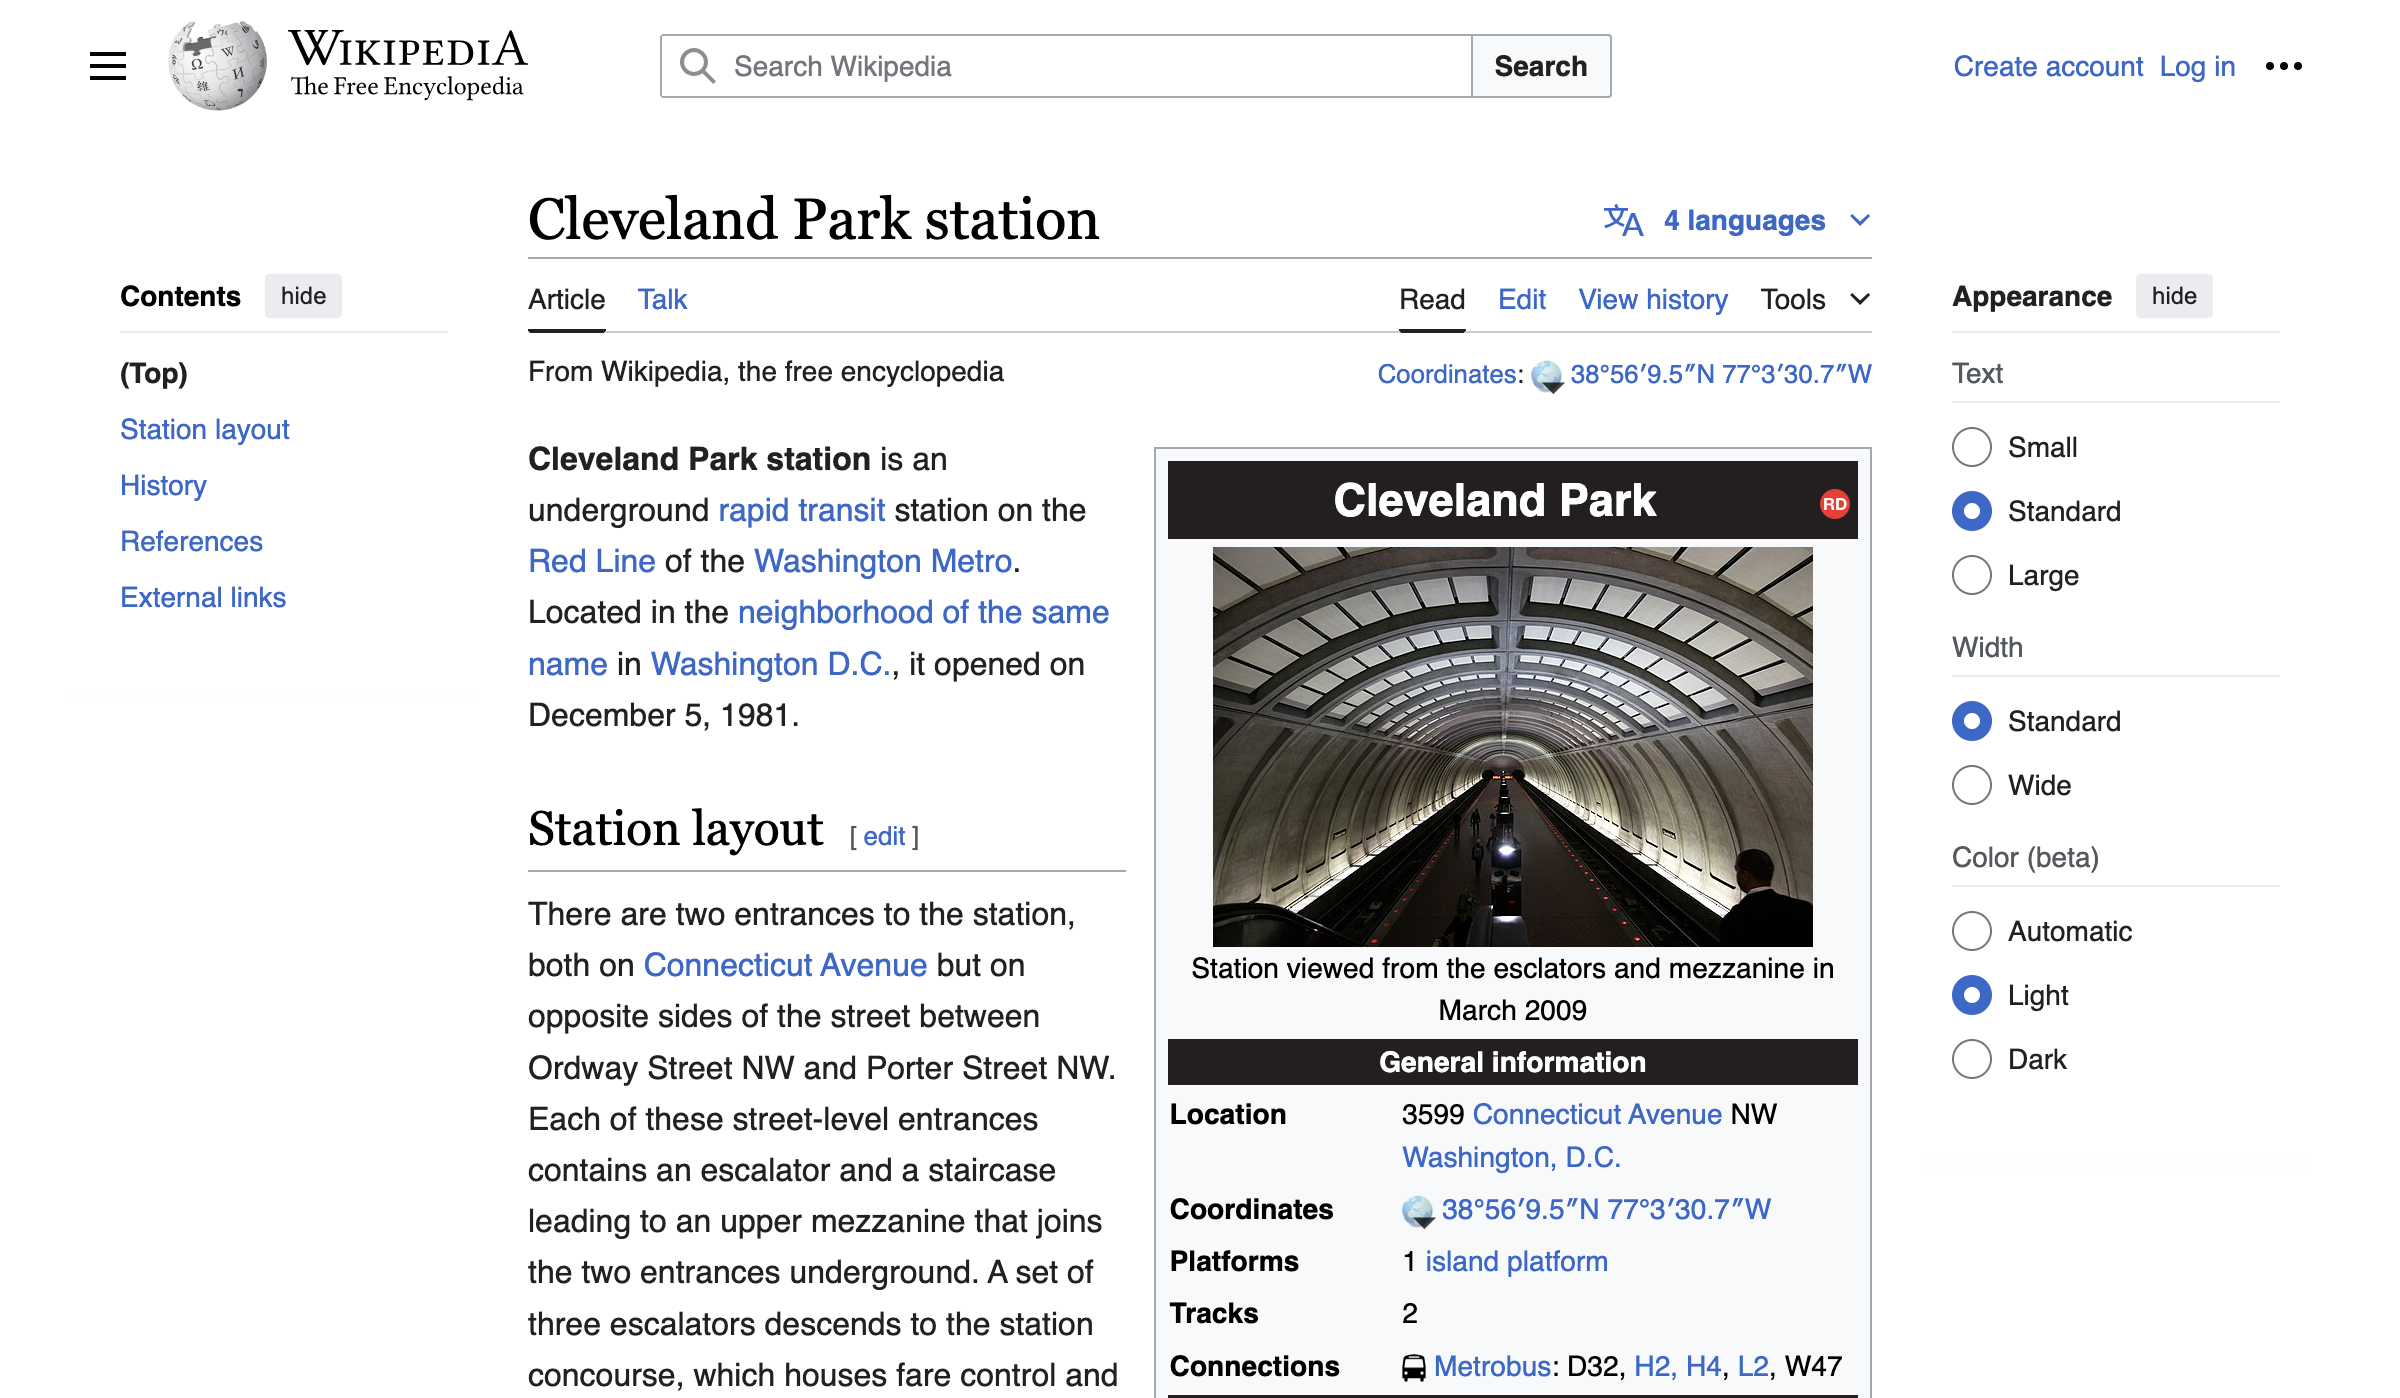 WIKIPEDIA
The Free Encyclopedia
Search Wikipedia
Search
Create account Log in
Cleveland Park station
4 languages
Contents hide
(Top)
Station layout
History
References
External links
Article Talk
Read Edit View history Tools
From Wikipedia, the free encyclopedia
Coordinates: 38°56′9.5″N 77°3′30.7″W
Cleveland Park station is an
underground rapid transit station on the
Red Line of the Washington Metro.
Located in the neighborhood of the same
name in Washington D.C., it opened on
December 5, 1981.
Station layout [ edit ]
There are two entrances to the station,
both on Connecticut Avenue but on
opposite sides of the street between
Ordway Street NW and Porter Street NW.
Each of these street-level entrances
contains an escalator and a staircase
leading to an upper mezzanine that joins
the two entrances underground. A set of
three escalators descends to the station
concourse, which houses fare control and
Cleveland Park RD
Station viewed from the esclators and mezzanine in
March 2009
General information
Location 3599 Connecticut Avenue NW
Washington, D.C.
Coordinates 38°56′9.5″N 77°3′30.7″W
Platforms 1 island platform
Tracks 2
Connections Metrobus: D32, H2, H4, L2, W47
Appearance hide
Text
Small
Standard
Large
Width
Standard
Wide
Color (beta)
Automatic
Light
Dark